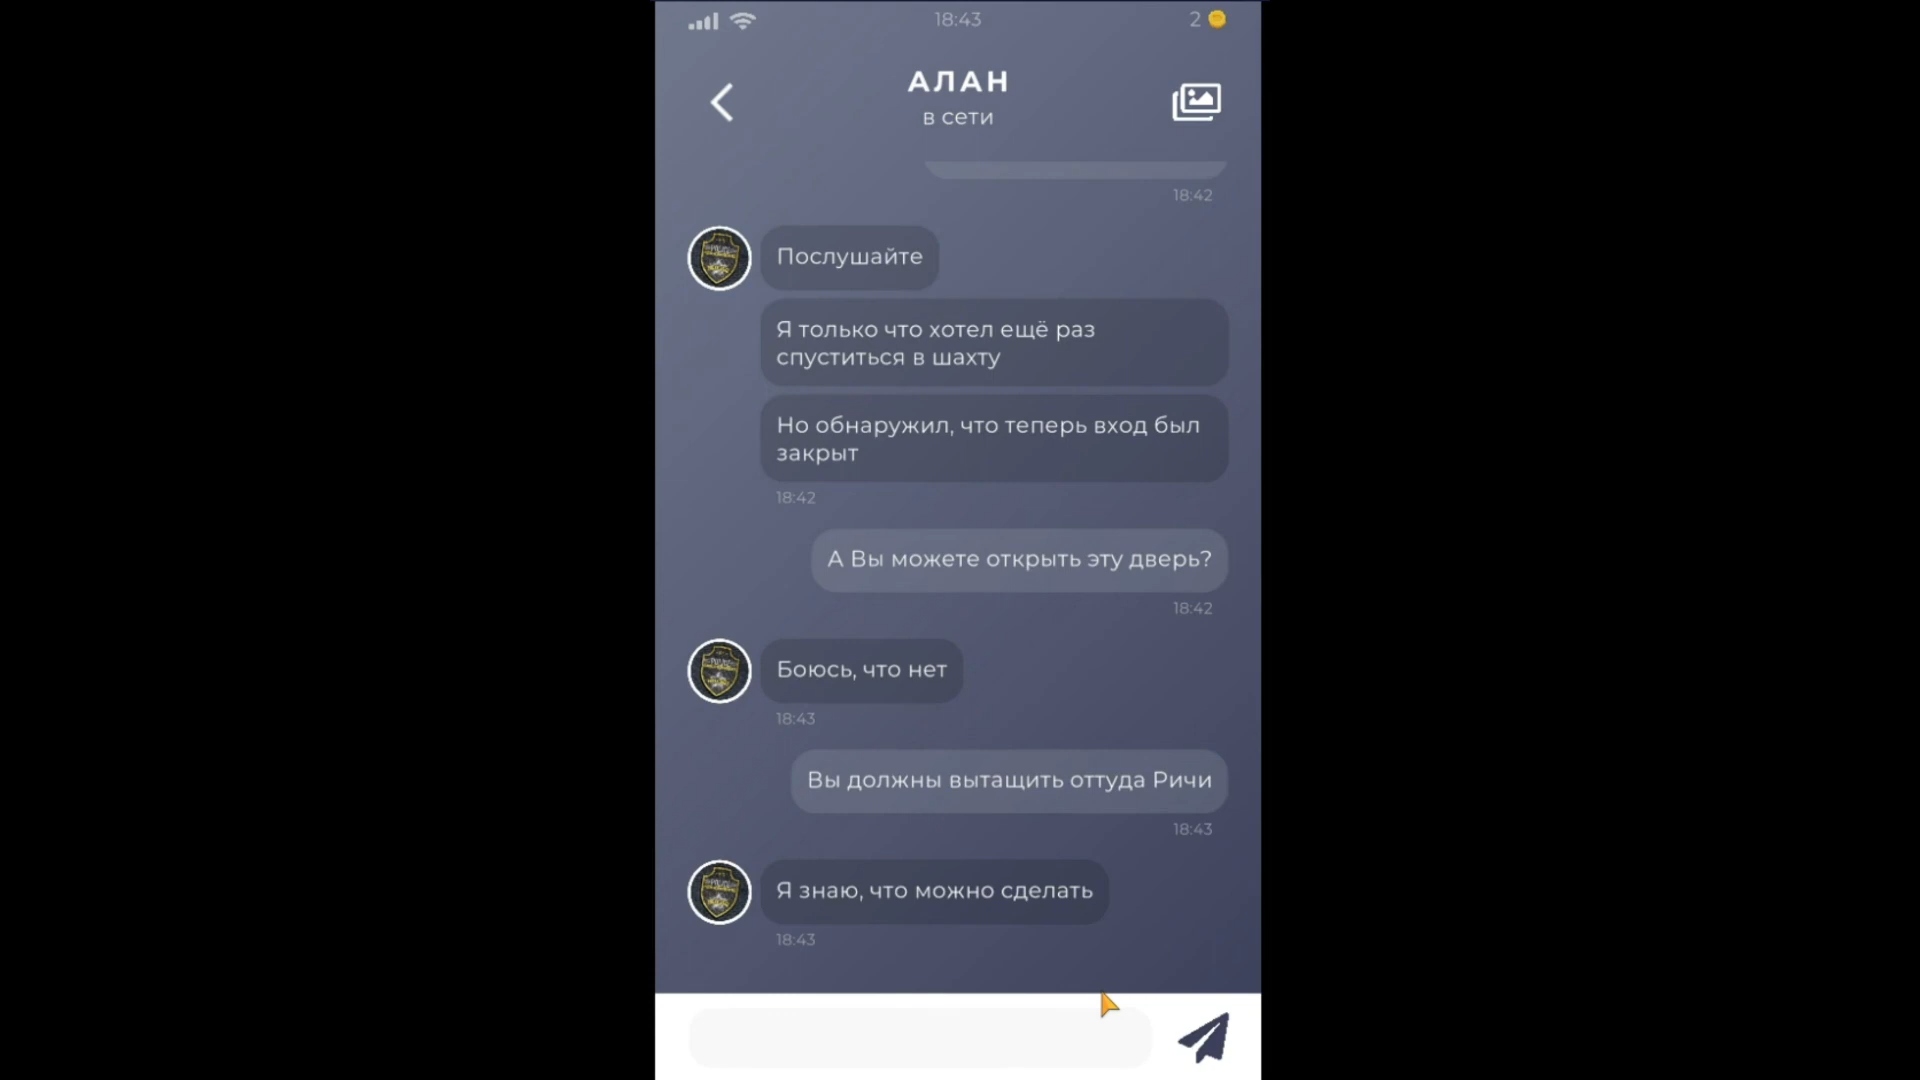 18:43
2
АЛАН
в сети
18:42
Послушайте
Я только что хотел ещё раз
спуститься в шахту
Но обнаружил, что теперь вход был
закрыт
18:42
А Вы можете открыть эту дверь?
18:42
Боюсь, что нет
18:43
Вы должны вытащить оттуда Ричи
18:43
Я знаю, что можно сделать
18:43